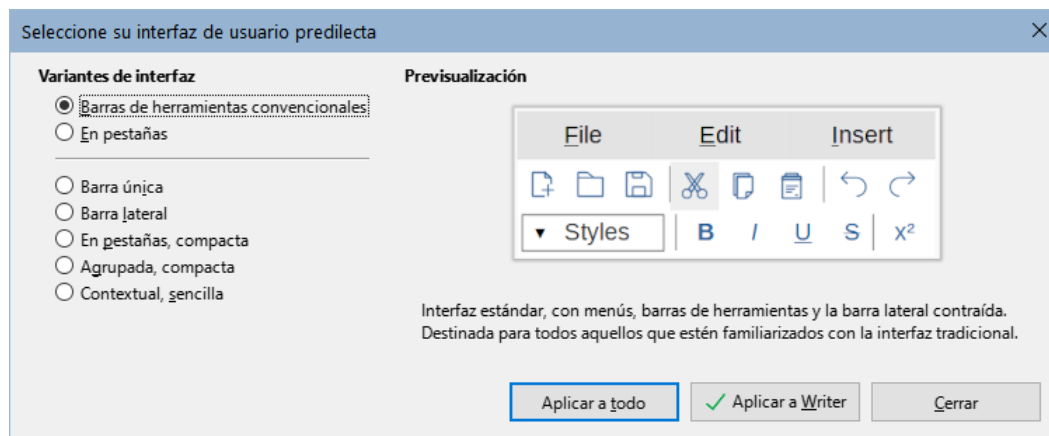 Seleccione su interfaz de usuario predilecta
Variantes de interfaz
Barras de herramientas convencionales
En pestañas
Barra única
Barra lateral
En pestañas, compacta
Agrupada, compacta
Contextual, sencilla
Previsualización
File Edit Insert
Styles B I U S x²
Interfaz estándar, con menús, barras de herramientas y la barra lateral contraída.
Destinada para todos aquellos que estén familiarizados con la interfaz tradicional.
Aplicar a todo Aplicar a Writer Cerrar